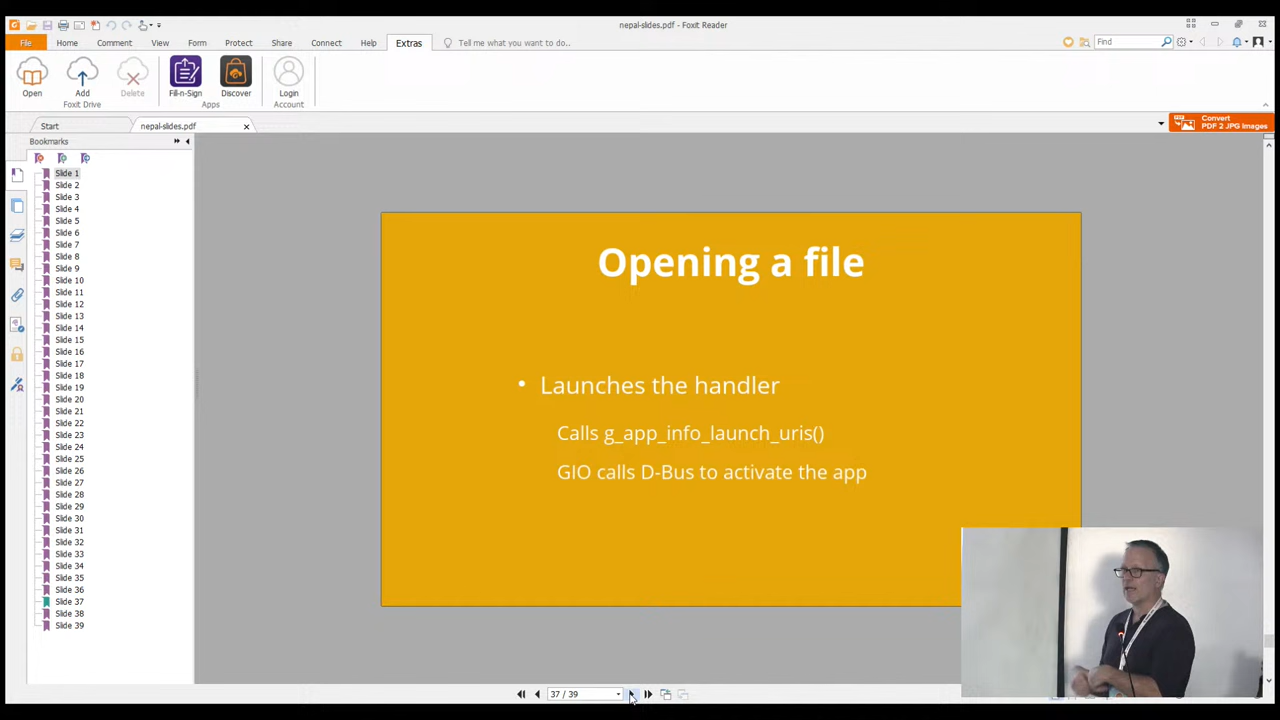 nepal-slides.pdf - Foxit Reader
File Home Comment View Form Protect Share Connect Help Extras Tell me what you want to do.. Find
Open Add Delete Fill-n-Sign Discover Login
Foxit Drive Apps Account
Start nepal-slides.pdf
Convert
PDF 2 JPG Images
Bookmarks
Slide 1
Slide 2
Slide 3
Slide 4
Slide 5
Slide 6
Slide 7
Slide 8
Slide 9
Slide 10
Slide 11
Slide 12
Slide 13
Slide 14
Slide 15
Slide 16
Slide 17
Slide 18
Slide 19
Slide 20
Slide 21
Slide 22
Slide 23
Slide 24
Slide 25
Slide 26
Slide 27
Slide 28
Slide 29
Slide 30
Slide 31
Slide 32
Slide 33
Slide 34
Slide 35
Slide 36
Slide 37
Slide 38
Slide 39
Opening a file
• Launches the handler
Calls g_app_info_launch_uris()
GIO calls D-Bus to activate the app
37 / 39